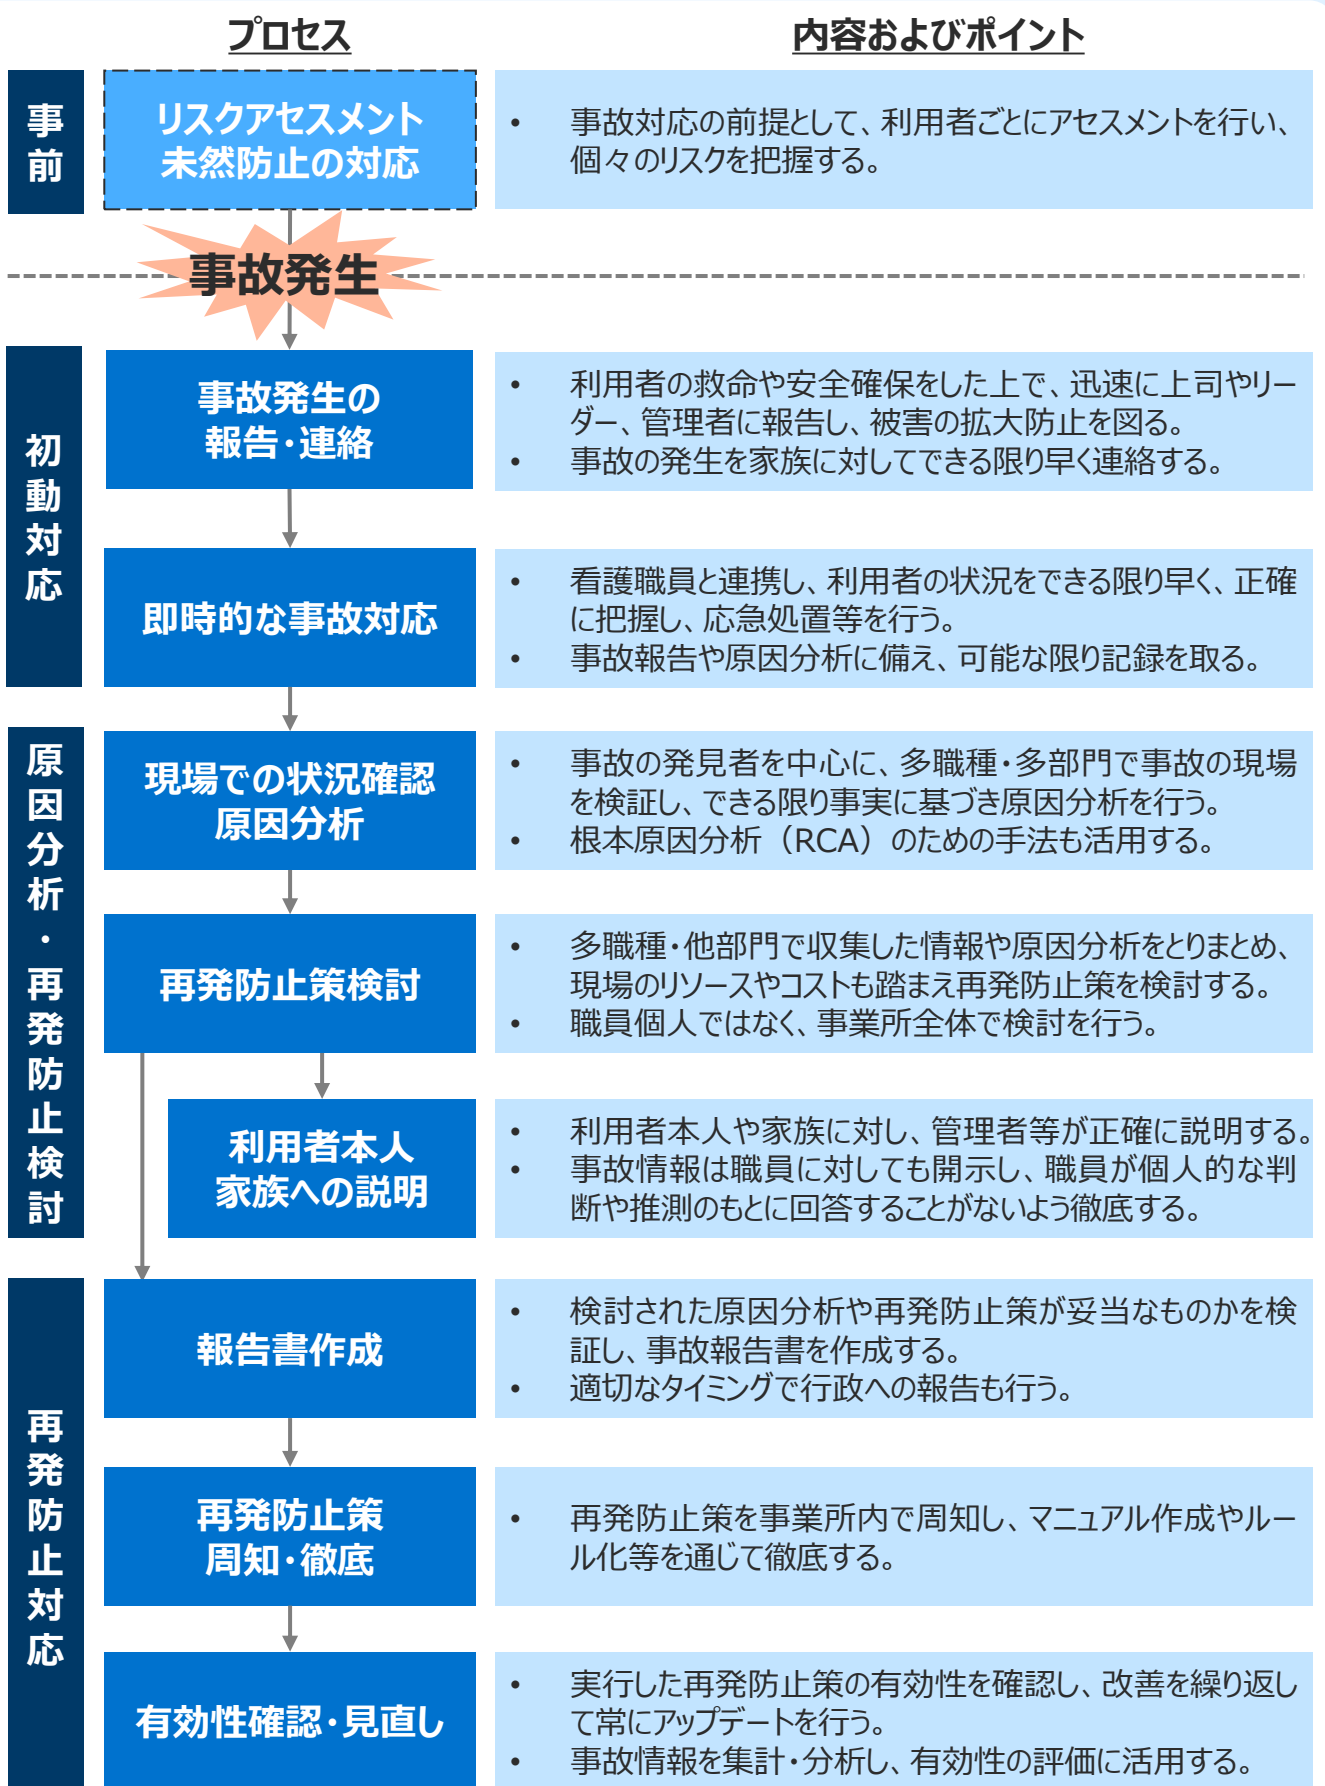 プロセス
内容およびポイント
事前
リスクアセスメント
未然防止の対応
• 事故対応の前提として、利用者ごとにアセスメントを行い、
個々のリスクを把握する。
事故発生
初動対応
事故発生の
報告・連絡
• 利用者の救命や安全確保をした上で、迅速に上司やリー
ダー、管理者に報告し、被害の拡大防止を図る。
• 事故の発生を家族に対してできる限り早く連絡する。
即時的な事故対応
• 看護職員と連携し、利用者の状況をできる限り早く、正確
に把握し、応急処置等を行う。
• 事故報告や原因分析に備え、可能な限り記録を取る。
原因分析・再発防止検討
現場での状況確認
原因分析
• 事故の発見者を中心に、多職種・多部門で事故の現場
を検証し、できる限り事実に基づき原因分析を行う。
• 根本原因分析（RCA）のための手法も活用する。
再発防止策検討
• 多職種・他部門で収集した情報や原因分析をとりまとめ、
現場のリソースやコストも踏まえ再発防止策を検討する。
• 職員個人ではなく、事業所全体で検討を行う。
利用者本人
家族への説明
• 利用者本人や家族に対し、管理者等が正確に説明する。
• 事故情報は職員に対しても開示し、職員が個人的な判
断や推測のもとに回答することがないよう徹底する。
再発防止対応
報告書作成
• 検討された原因分析や再発防止策が妥当なものかを検
証し、事故報告書を作成する。
• 適切なタイミングで行政への報告も行う。
再発防止策
周知・徹底
• 再発防止策を事業所内で周知し、マニュアル作成やルー
ル化等を通じて徹底する。
有効性確認・見直し
• 実行した再発防止策の有効性を確認し、改善を繰り返し
て常にアップデートを行う。
• 事故情報を集計・分析し、有効性の評価に活用する。